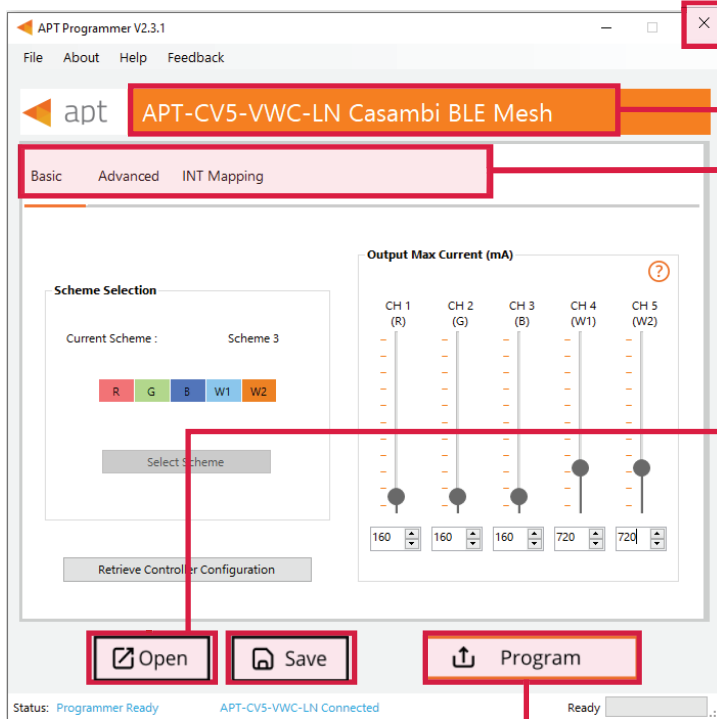 APT Programmer V2.3.1
File About Help Feedback
apt APT-CV5-VWC-LN Casambi BLE Mesh
Basic Advanced INT Mapping
Output Max Current (mA)
?
Scheme Selection
CH 1 CH 2 CH 3 CH 4 CH 5
(R) (G) (B) (W1) (W2)
Current Scheme : Scheme 3
R G B W1 W2
Select Scheme
160 160 160 720 720
Retrieve Controller Configuration
Open Save Program
Status: Programmer Ready APT-CV5-VWC-LN Connected Ready